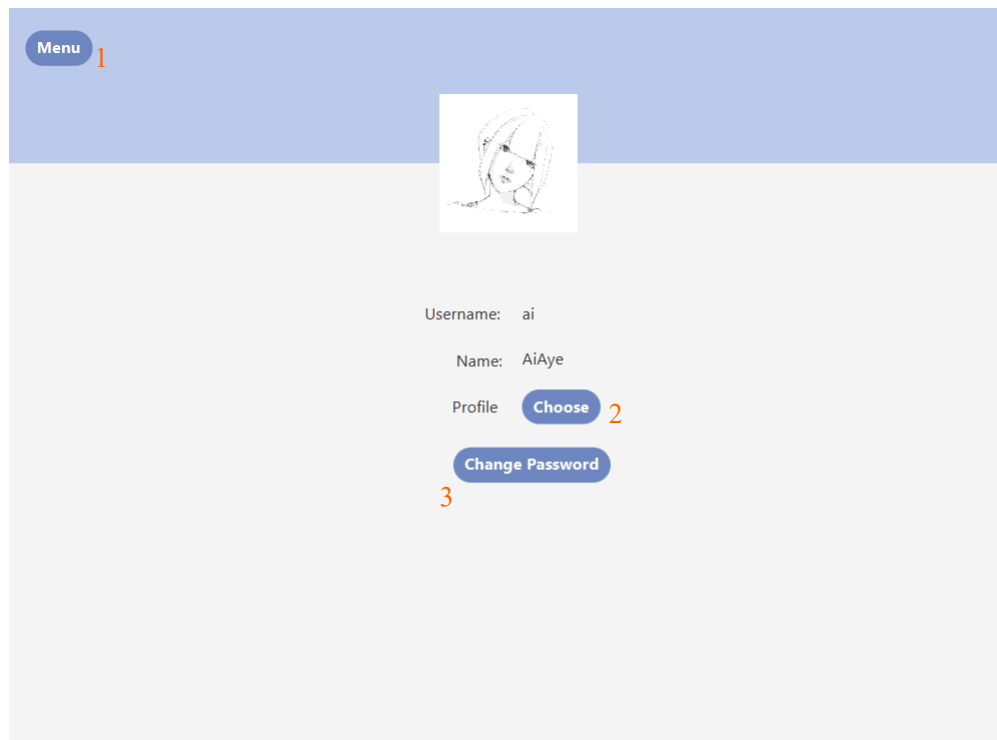 Menu 1
Username: ai
Name: AiAye
Profile Choose 2
Change Password
3